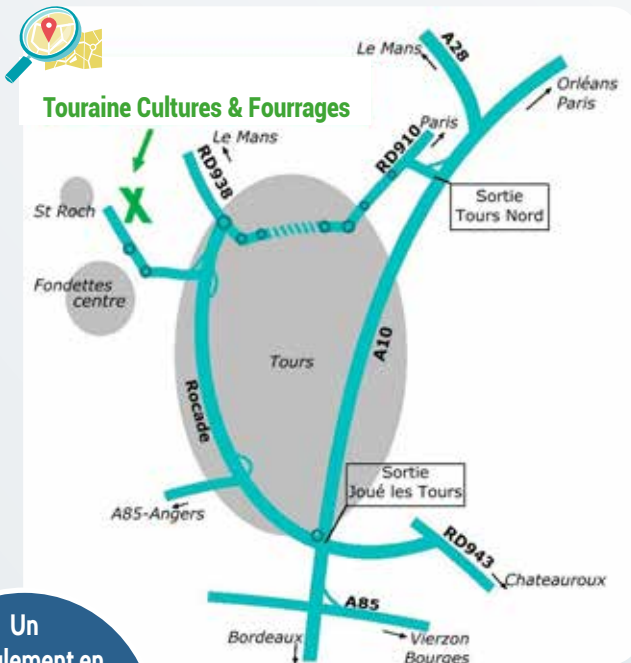 Le Mans
A28
Orléans
Paris
Touraine Cultures & Fourrages
Le Mans
RD938
RD910
Paris
Sortie
Tours Nord
St Roch
Fondettes
centre
A10
Tours
Rocade
Sortie
Joué les Tours
A85-Angers
RD943
Chateauroux
A85
Un
Bordeaux
Vierzon
Bourges